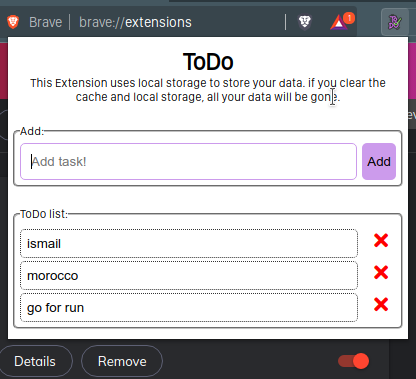 Brave
brave://extensions
1
ToDo
ToDo
This Extension uses local storage to store your data. if you clear the
cache and local storage, all your data will be gone.
Add:
Add task!
Add
ToDo list:
ismail
morocco
go for run
Details
Remove